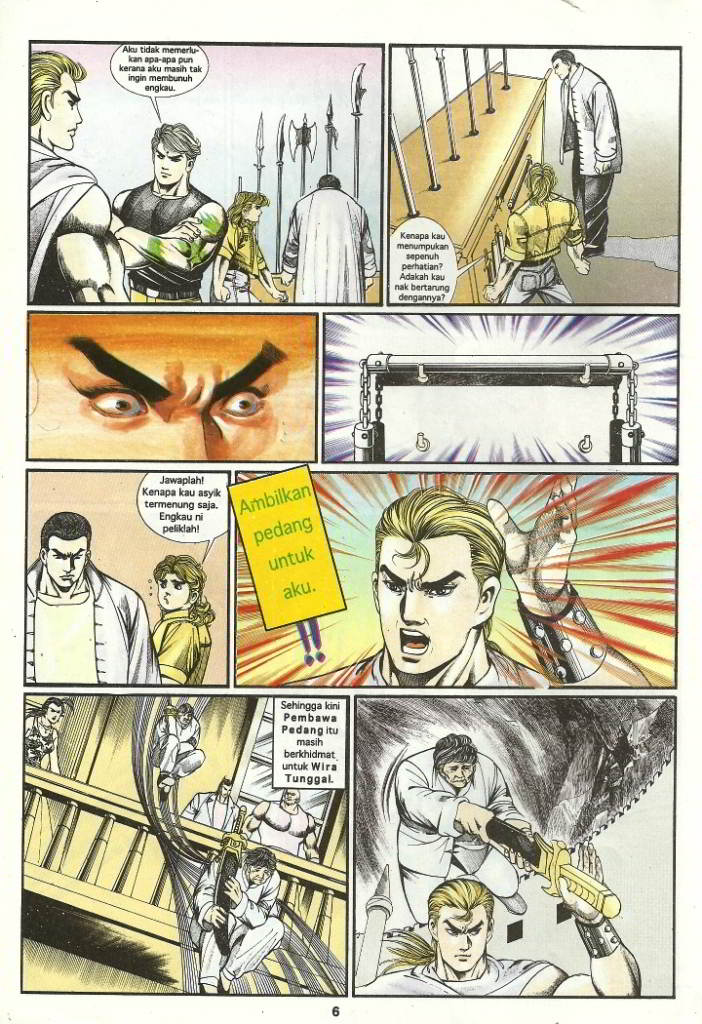 Aku tidak memerlu-
kan apa-apa pun
kerana aku masih tak
ingin membunuh
engkau.
Kenapa kau
menumpukan
sepenuh
perhatian?
Adakah kau
nak bertarung
dengannya?
Jawaplah!
Kenapa kau asyik
termenung saja.
Engkau ni
peliklah!
Ambilkan
pedang
untuk
aku.
!!
Sehingga kini
Pembawa
Pedang itu
masih
berkhidmat
untuk Wira
Tunggal.
6